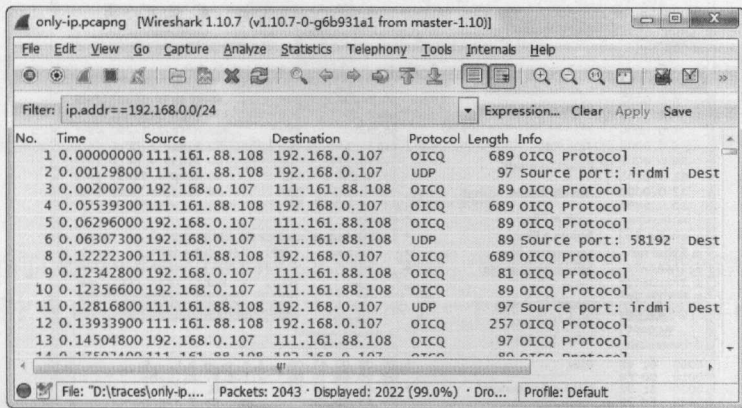 only-ip.pcapng [Wireshark 1.10.7 (v1.10.7-0-g6b931a1 from master-1.10)]
File Edit View Go Capture Analyze Statistics Telephony Tools Internals Help
Filter: ip.addr==192.168.0.0/24 Expression... Clear Apply Save
No. Time Source Destination Protocol Length Info
1 0.00000000 111.161.88.108 192.168.0.107 OICQ 689 OICQ Protocol
2 0.00129800 111.161.88.108 192.168.0.107 UDP 97 Source port: irdmi Dest
3 0.00200700 192.168.0.107 111.161.88.108 OICQ 89 OICQ Protocol
4 0.05539300 111.161.88.108 192.168.0.107 OICQ 689 OICQ Protocol
5 0.06296000 192.168.0.107 111.161.88.108 OICQ 89 OICQ Protocol
6 0.06307300 192.168.0.107 111.161.88.108 UDP 89 Source port: 58192 Dest
8 0.12222300 111.161.88.108 192.168.0.107 OICQ 689 OICQ Protocol
9 0.12342800 192.168.0.107 111.161.88.108 OICQ 81 OICQ Protocol
10 0.12356600 192.168.0.107 111.161.88.108 OICQ 89 OICQ Protocol
11 0.12816800 111.161.88.108 192.168.0.107 UDP 97 Source port: irdmi Dest
12 0.13933900 111.161.88.108 192.168.0.107 OICQ 257 OICQ Protocol
13 0.14504800 192.168.0.107 111.161.88.108 OICQ 97 OICQ Protocol
File: "D:\traces\only-ip.... Packets: 2043 · Displayed: 2022 (99.0%) · Dro... Profile: Default